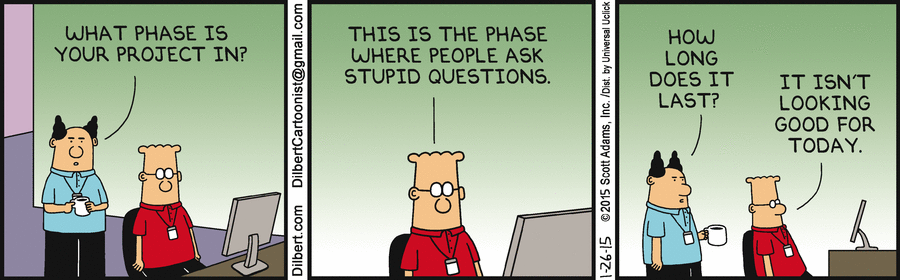 WHAT PHASE IS
YOUR PROJECT IN?
Dilbert.com DilbertCartoonist@gmail.com
THIS IS THE PHASE
WHERE PEOPLE ASK
STUPID QUESTIONS.
1-26-15 ©2015 Scott Adams, Inc. /Dist. by Universal Uclick
HOW
LONG
DOES IT
LAST?
IT ISN'T
LOOKING
GOOD FOR
TODAY.